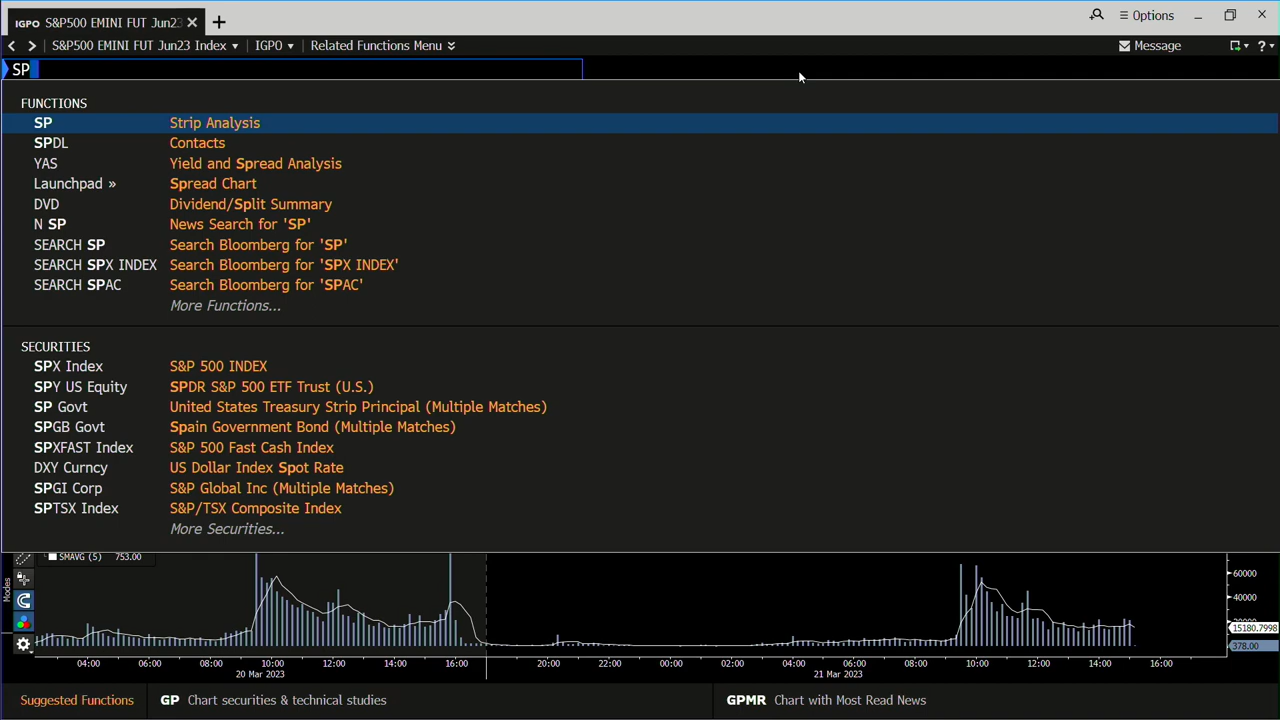 IGPO S&P500 EMINI FUT Jun23
Options
S&P500 EMINI FUT Jun23 Index IGPO Related Functions Menu Message ?
SP
FUNCTIONS
SP Strip Analysis
SPDL Contacts
YAS Yield and Spread Analysis
Launchpad » Spread Chart
DVD Dividend/Split Summary
N SP News Search for 'SP'
SEARCH SP Search Bloomberg for 'SP'
SEARCH SPX INDEX Search Bloomberg for 'SPX INDEX'
SEARCH SPAC Search Bloomberg for 'SPAC'
More Functions...
SECURITIES
SPX Index S&P 500 INDEX
SPY US Equity SPDR S&P 500 ETF Trust (U.S.)
SP Govt United States Treasury Strip Principal (Multiple Matches)
SPGB Govt Spain Government Bond (Multiple Matches)
SPXFAST Index S&P 500 Fast Cash Index
DXY Curncy US Dollar Index Spot Rate
SPGI Corp S&P Global Inc (Multiple Matches)
SPTSX Index S&P/TSX Composite Index
More Securities...
SMAVG (5) 753.00
Modes
60000
40000
15180.7998
378.00
04:00 06:00 08:00 10:00 12:00 14:00 16:00 20:00 22:00 00:00 02:00 04:00 06:00 08:00 10:00 12:00 14:00 16:00
20 Mar 2023 21 Mar 2023
Suggested Functions GP Chart securities & technical studies GPMR Chart with Most Read News